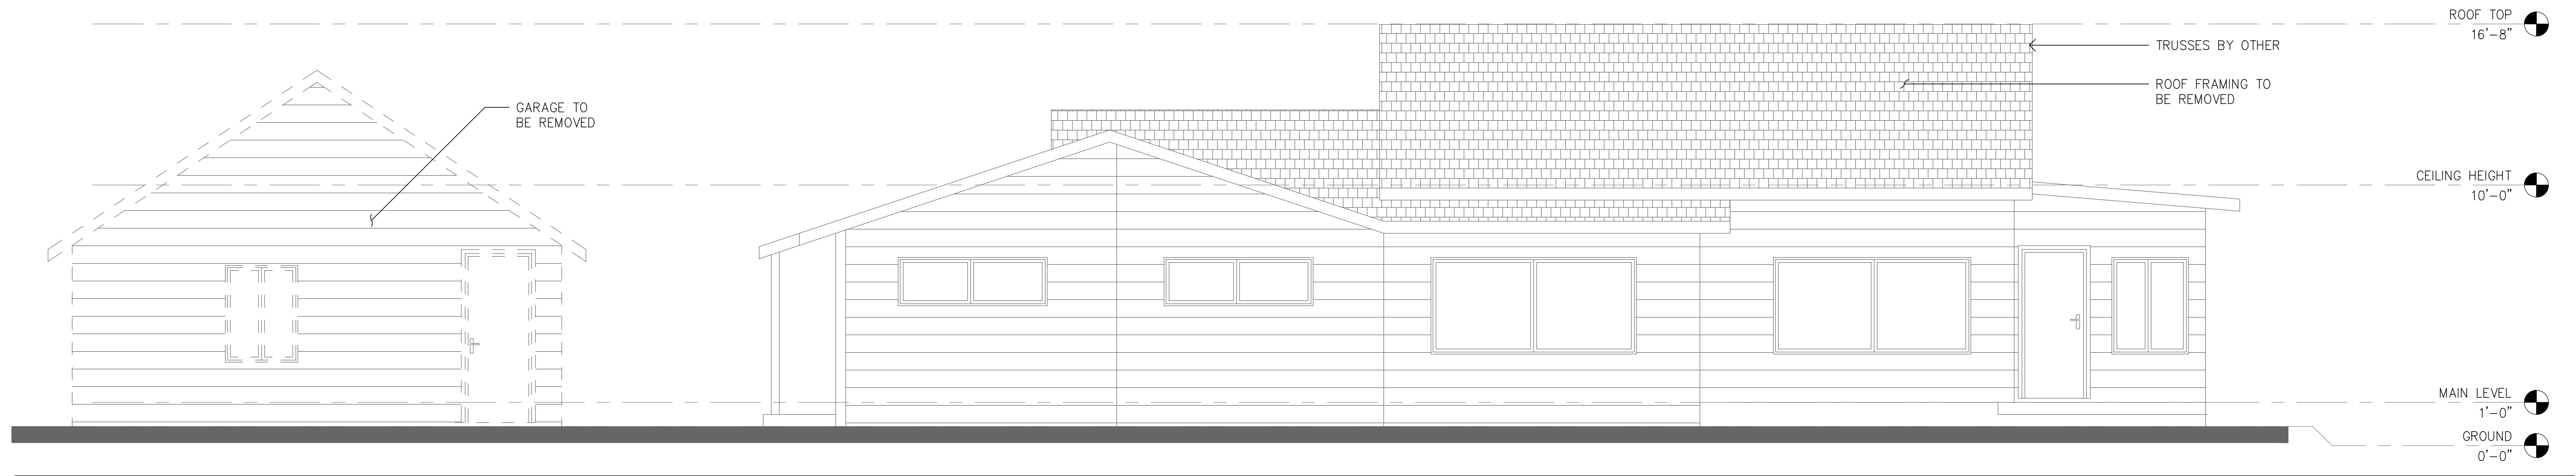 ROOF TOP
16'-8"
TRUSSES BY OTHER
ROOF FRAMING TO
BE REMOVED
GARAGE TO
BE REMOVED
CEILING HEIGHT
10'-0"
MAIN LEVEL
1'-0"
GROUND
0'-0"